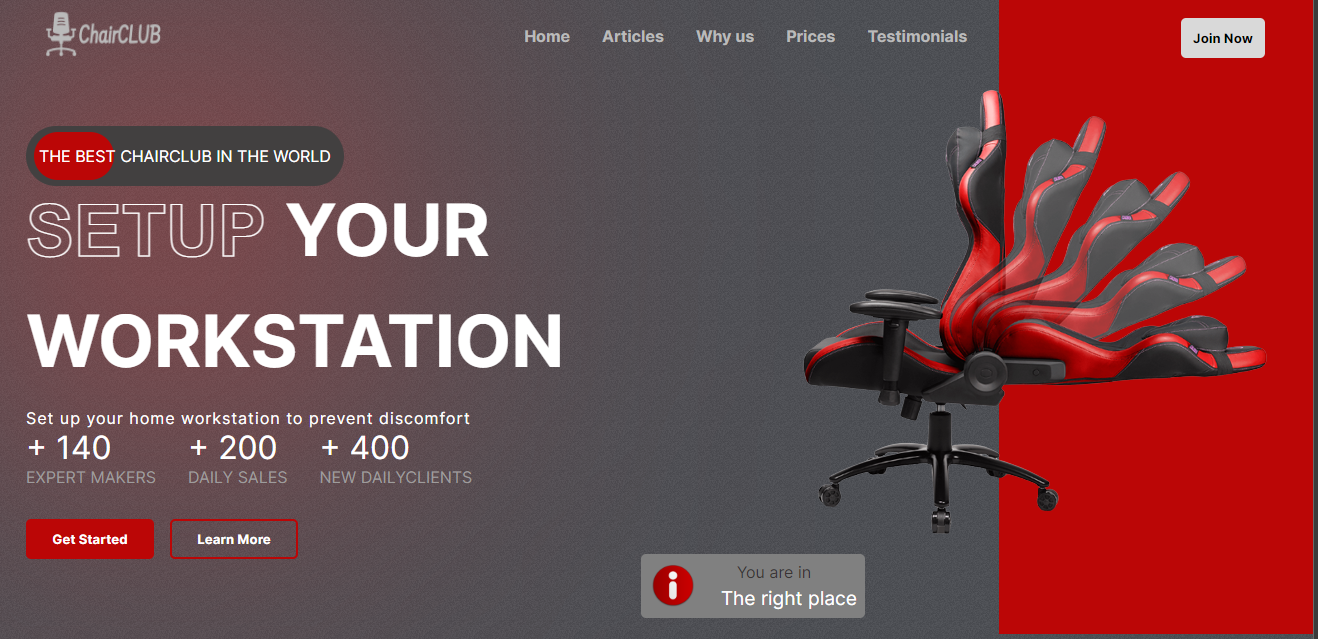 ChairCLUB
Home Articles Why us Prices Testimonials
Join Now
THE BEST CHAIRCLUB IN THE WORLD
SETUP YOUR
WORKSTATION
Set up your home workstation to prevent discomfort
+ 140 + 200 + 400
EXPERT MAKERS DAILY SALES NEW DAILYCLIENTS
Get Started Learn More
You are in
The right place